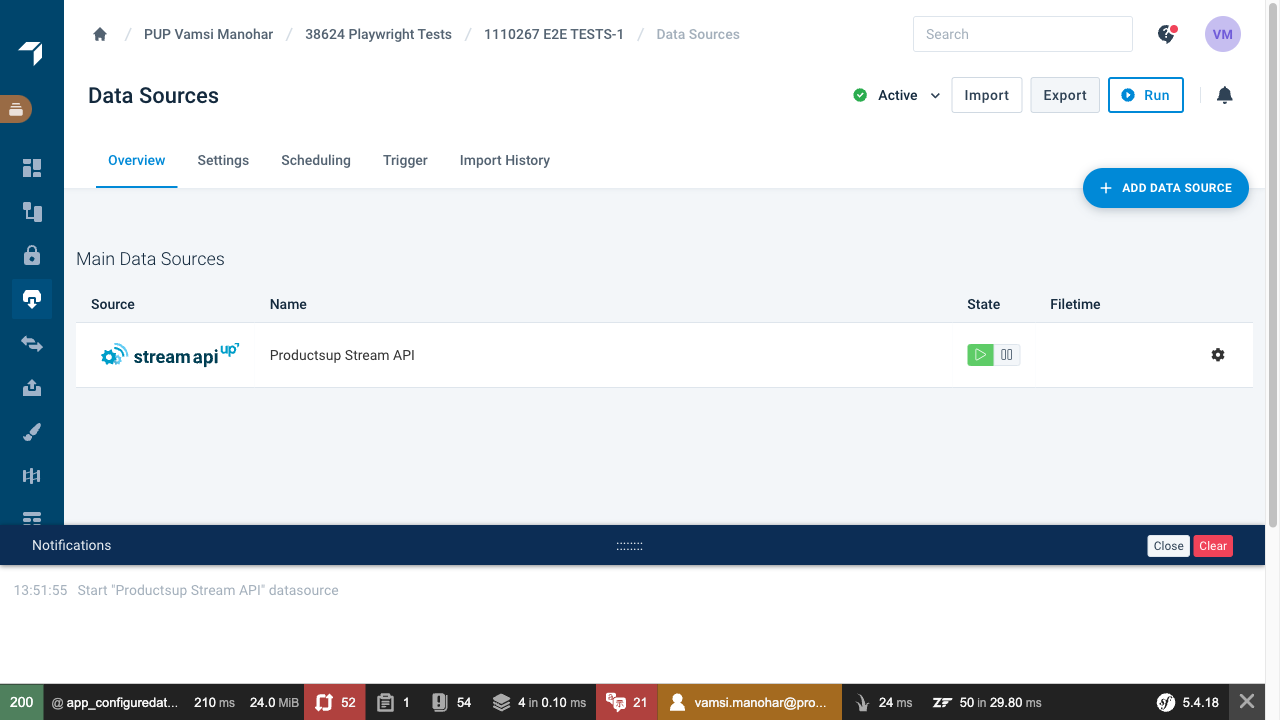 / PUP Vamsi Manohar / 38624 Playwright Tests / 1110267 E2E TESTS-1 / Data Sources
Search
VM
Data Sources
Active
Import
Export
Run
Overview
Settings
Scheduling
Trigger
Import History
ADD DATA SOURCE
Main Data Sources
Source Name State Filetime
stream api up Productsup Stream API
Notifications
Close
Clear
13:51:55 Start "Productsup Stream API" datasource
200 @ app_configuredat... 210 ms 24.0 MiB 52 1 54 4 in 0.10 ms 21 vamsi.manohar@pro... 24 ms 50 in 29.80 ms 5.4.18